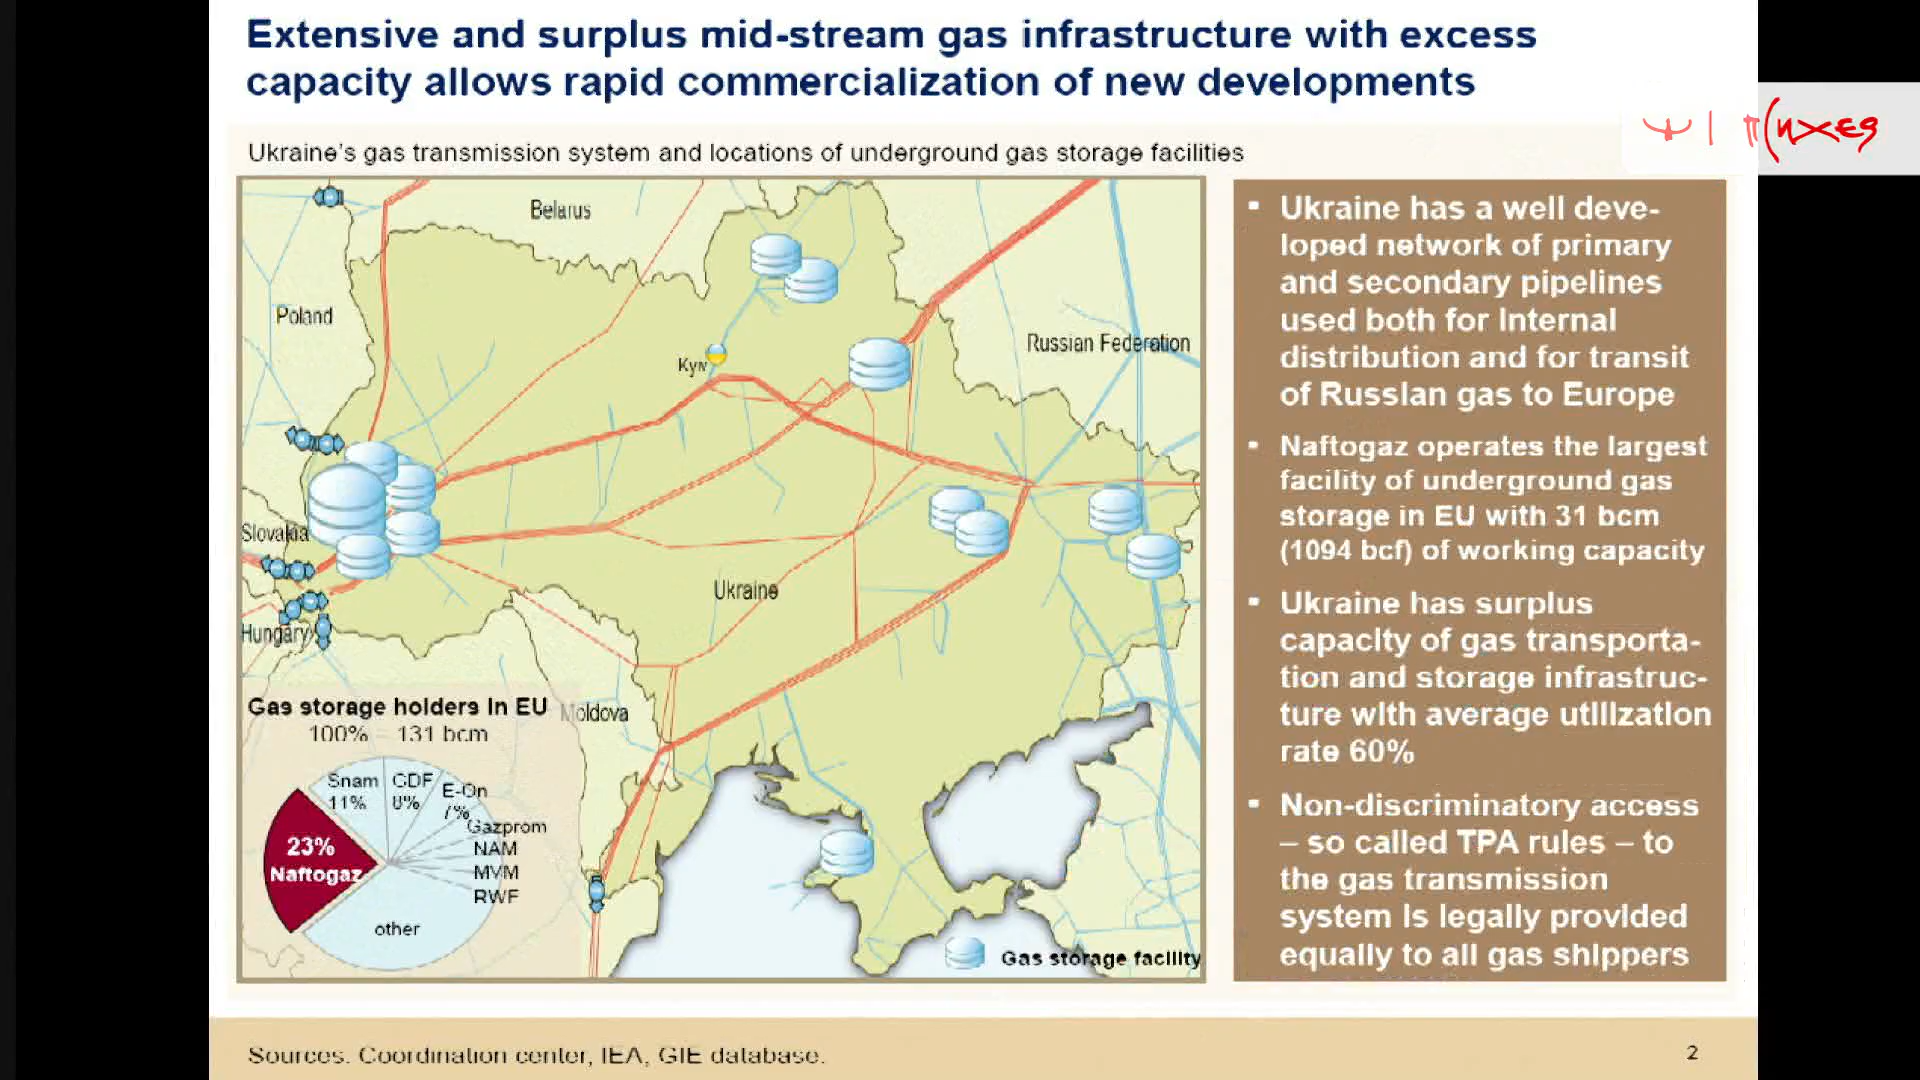 Extensive and surplus mid-stream gas infrastructure with excess
capacity allows rapid commercialization of new developments
Ukraine's gas transmission system and locations of underground gas storage facilities
Belarus
Poland
Russian Federation
Kyiv
Slovakia
Ukraine
Hungary
Moldova
Gas storage holders in EU
100% = 131 bcm
Snam
11%
GDF
8%
E-On
7%
Gazprom
NAM
MVM
RWE
23%
Naftogaz
other
Gas storage facility
▪ Ukraine has a well deve-
loped network of primary
and secondary pipelines
used both for internal
distribution and for transit
of Russian gas to Europe
▪ Naftogaz operates the largest
facility of underground gas
storage in EU with 31 bcm
(1094 bcf) of working capacity
▪ Ukraine has surplus
capacity of gas transporta-
tion and storage infrastruc-
ture with average utilization
rate 60%
▪ Non-discriminatory access
– so called TPA rules – to
the gas transmission
system is legally provided
equally to all gas shippers
Sources. Coordination center, IEA, GIE database.
2